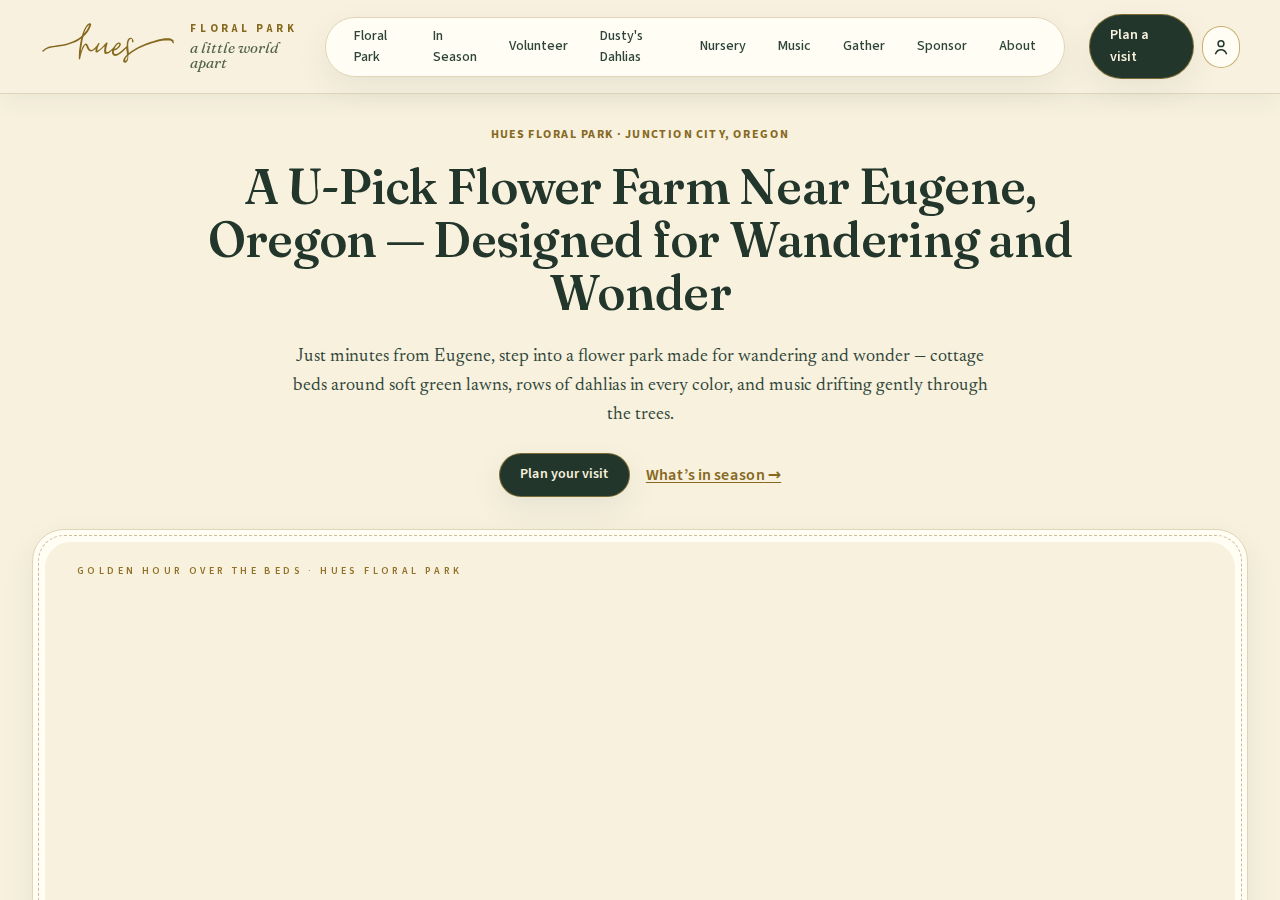 hues
FLORAL PARK
a little world
apart
Floral
Park
In
Season
Volunteer
Dusty's
Dahlias
Nursery
Music
Gather
Sponsor
About
Plan a
visit
HUES FLORAL PARK · JUNCTION CITY, OREGON
A U-Pick Flower Farm Near Eugene,
Oregon — Designed for Wandering and
Wonder
Just minutes from Eugene, step into a flower park made for wandering and wonder — cottage
beds around soft green lawns, rows of dahlias in every color, and music drifting gently through
the trees.
Plan your visit
What’s in season →
GOLDEN HOUR OVER THE BEDS · HUES FLORAL PARK